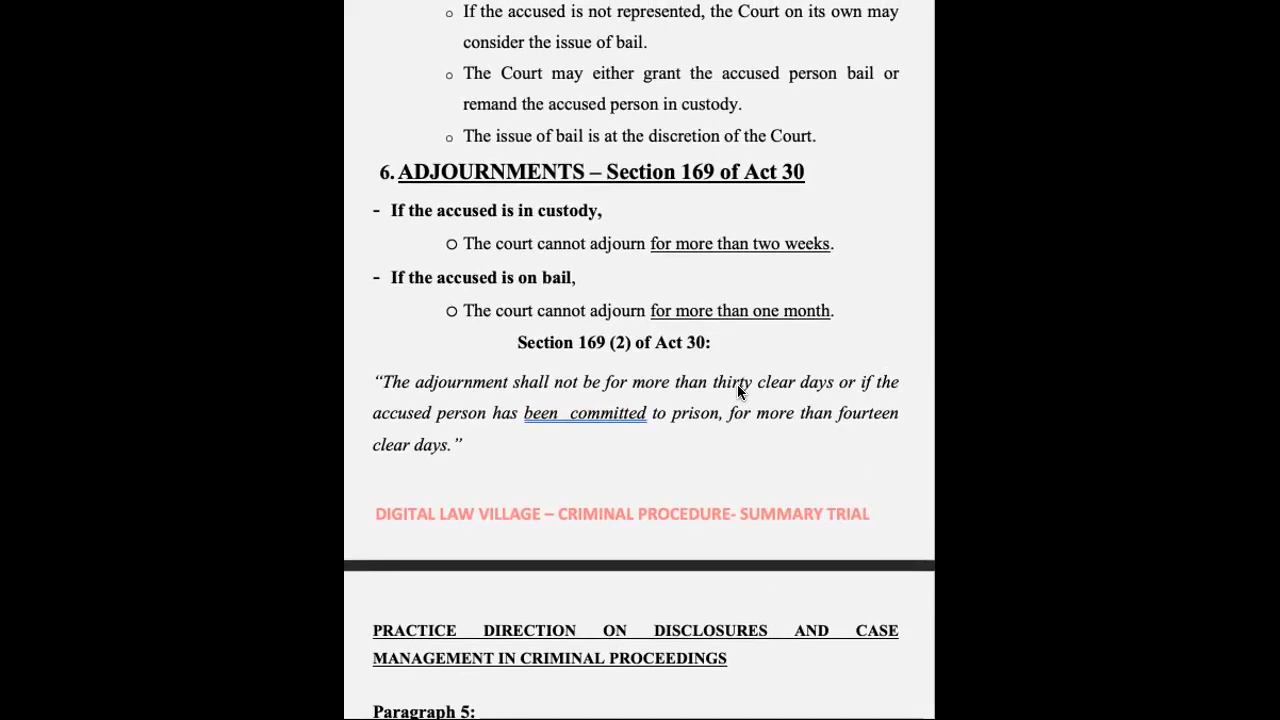 o If the accused is not represented, the Court on its own may
consider the issue of bail.
o The Court may either grant the accused person bail or
remand the accused person in custody.
o The issue of bail is at the discretion of the Court.
6. ADJOURNMENTS – Section 169 of Act 30
- If the accused is in custody,
o The court cannot adjourn for more than two weeks.
- If the accused is on bail,
o The court cannot adjourn for more than one month.
Section 169 (2) of Act 30:
“The adjournment shall not be for more than thirty clear days or if the
accused person has been committed to prison, for more than fourteen
clear days.”
DIGITAL LAW VILLAGE – CRIMINAL PROCEDURE- SUMMARY TRIAL
PRACTICE DIRECTION ON DISCLOSURES AND CASE
MANAGEMENT IN CRIMINAL PROCEEDINGS
Paragraph 5: